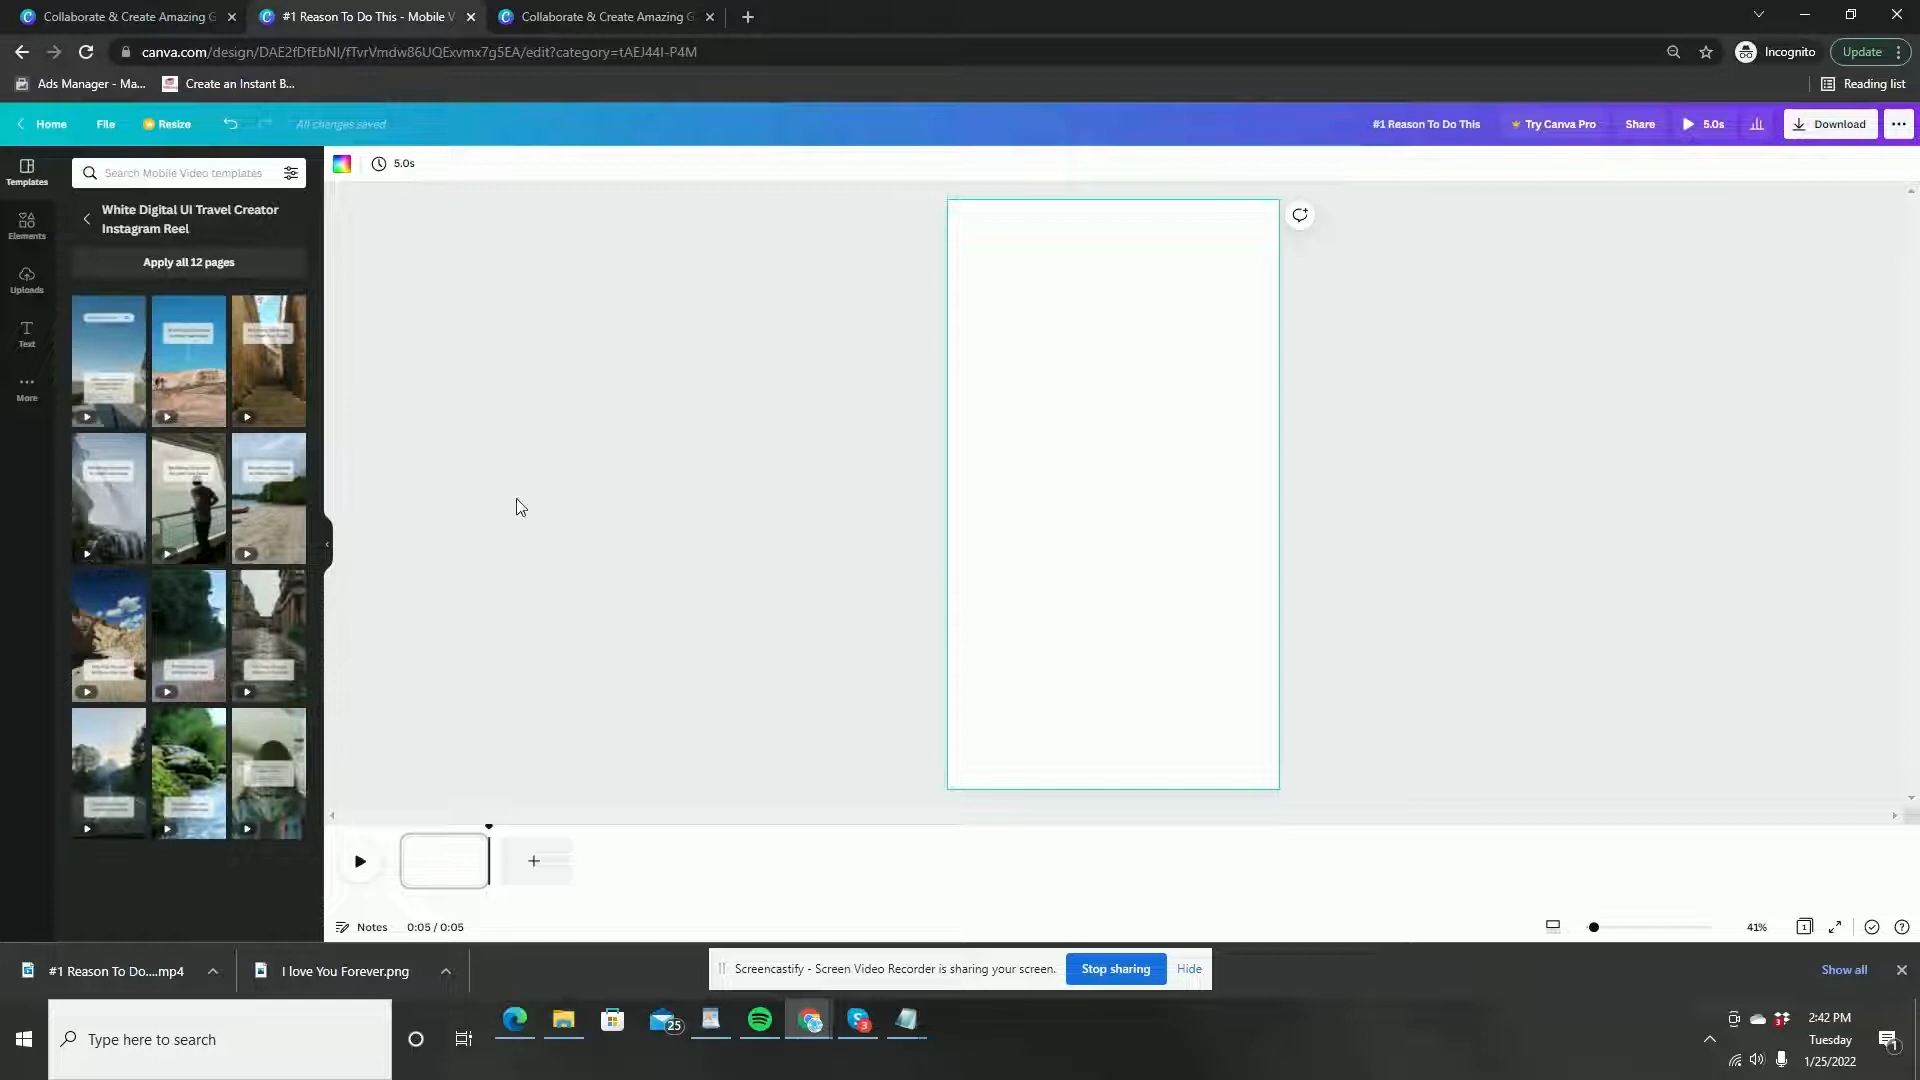 Collaborate & Create Amazing G
#1 Reason To Do This - Mobile V
Collaborate & Create Amazing G
canva.com/design/DAE2fDfEbNI/fTvrVmdw86UQExvmx7g5EA/edit?category=tAEJ44I-P4M
Incognito
Update
Ads Manager - Ma...
Create an Instant B...
Reading list
Home
File
Resize
All changes saved
#1 Reason To Do This
Try Canva Pro
Share
5.0s
Download
Templates
Search Mobile Video templates
5.0s
White Digital UI Travel Creator
Instagram Reel
Elements
Apply all 12 pages
Uploads
Text
More
Notes
0:05 / 0:05
41%
1
#1 Reason To Do....mp4
I love You Forever.png
Screencastify - Screen Video Recorder is sharing your screen.
Stop sharing
Hide
Show all
Type here to search
25
3
3
2:42 PM
Tuesday
1/25/2022
1